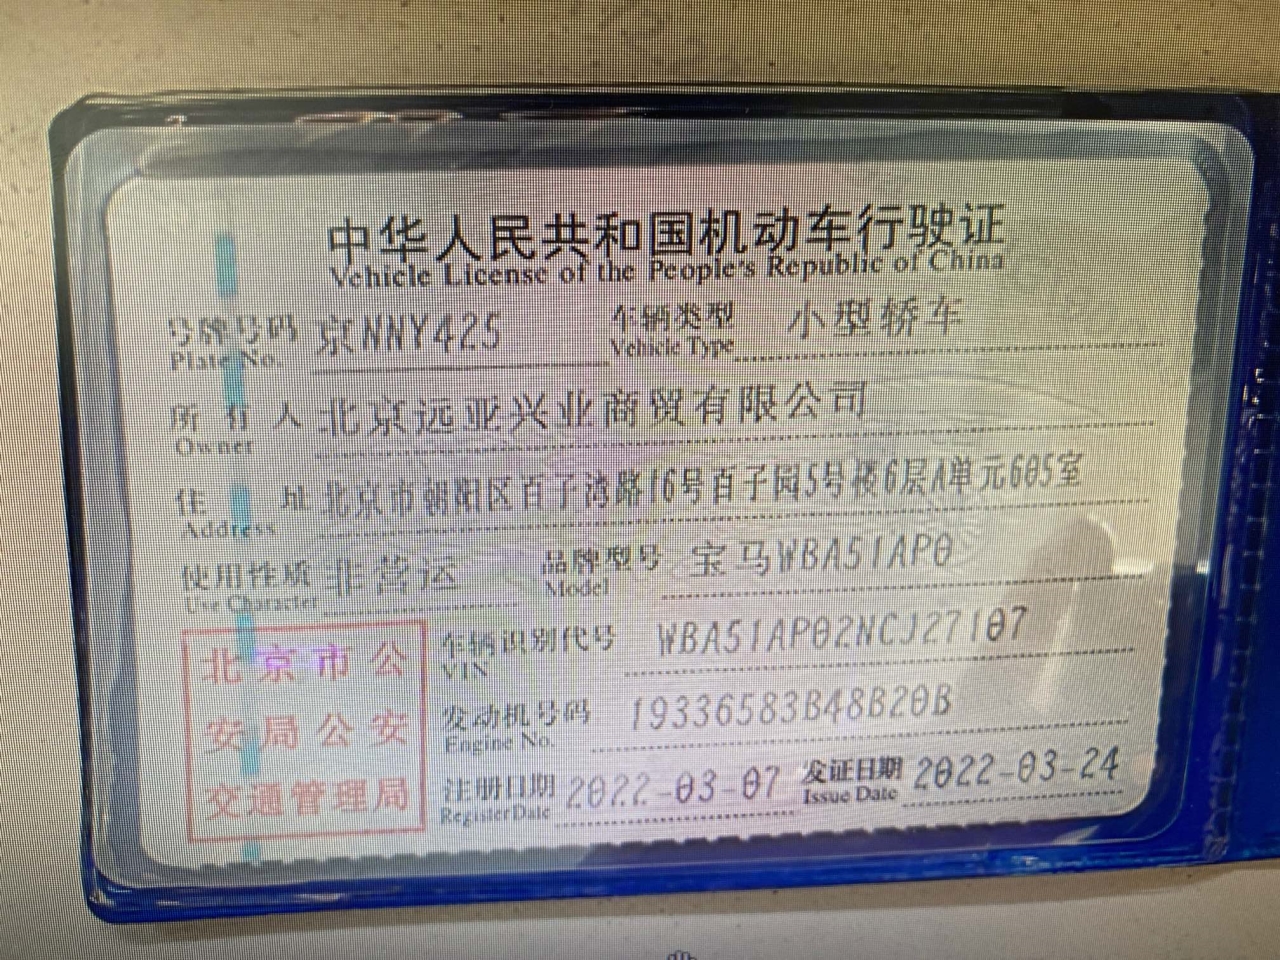 中华人民共和国机动车行驶证
Vehicle License of the People's Republic of China
号牌号码 京NNY425 车辆类型 小型轿车
Plate No. Vehicle Type
所有人 北京远亚兴业商贸有限公司
Owner
住址 北京市朝阳区百子湾路16号百子园5号楼6层A单元605室
Address
使用性质 非营运 品牌型号 宝马WBA51AP0
Use Character Model
车辆识别代号 WBA51AP02NCJ27107
VIN
发动机号码 19336583B48B20B
Engine No.
注册日期 2022-03-07 发证日期 2022-03-24
Register Date Issue Date
北京市公
安局公安
交通管理局